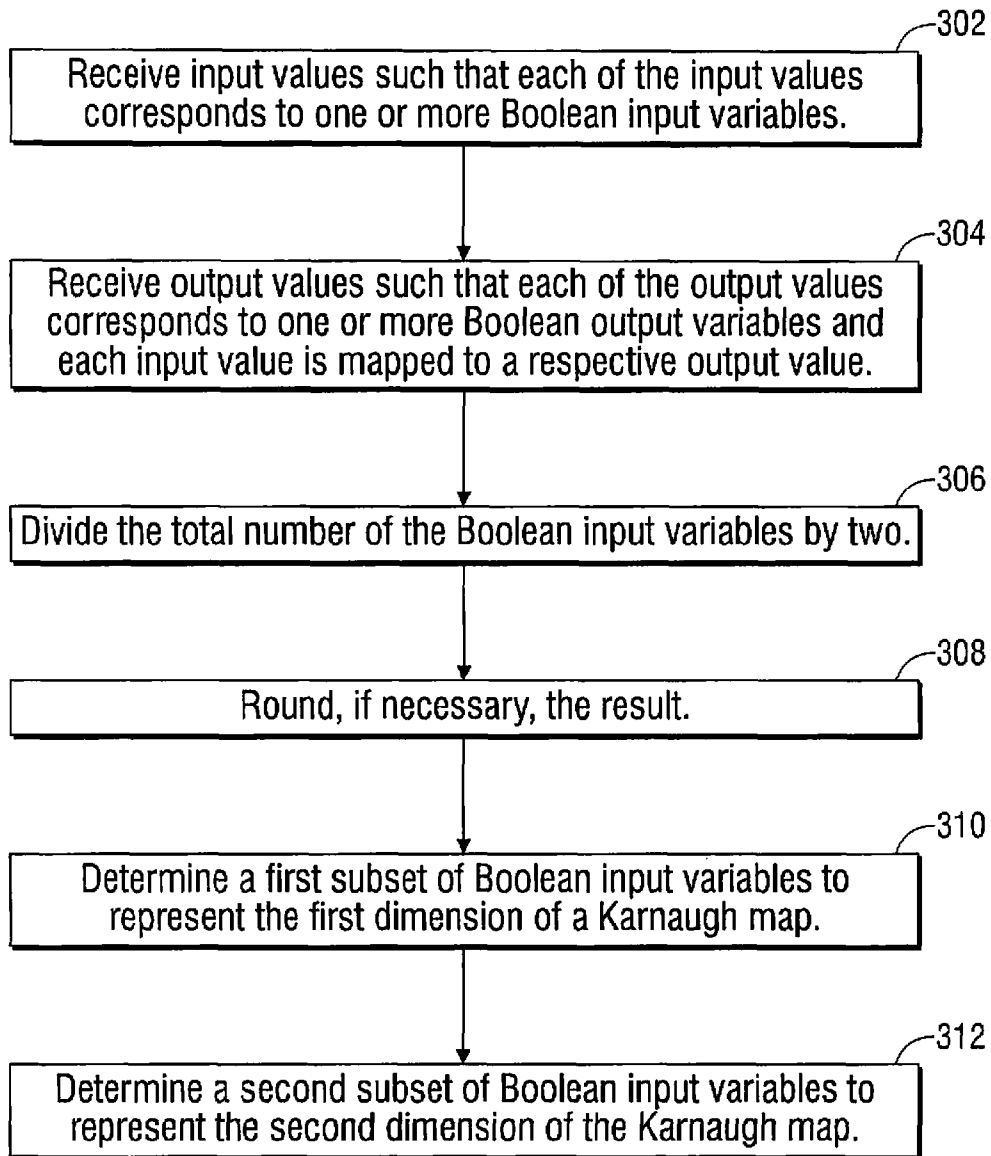 302
Receive input values such that each of the input values
corresponds to one or more Boolean input variables.
304
Receive output values such that each of the output values
corresponds to one or more Boolean output variables and
each input value is mapped to a respective output value.
306
Divide the total number of the Boolean input variables by two.
308
Round, if necessary, the result.
310
Determine a first subset of Boolean input variables to
represent the first dimension of a Karnaugh map.
312
Determine a second subset of Boolean input variables to
represent the second dimension of the Karnaugh map.